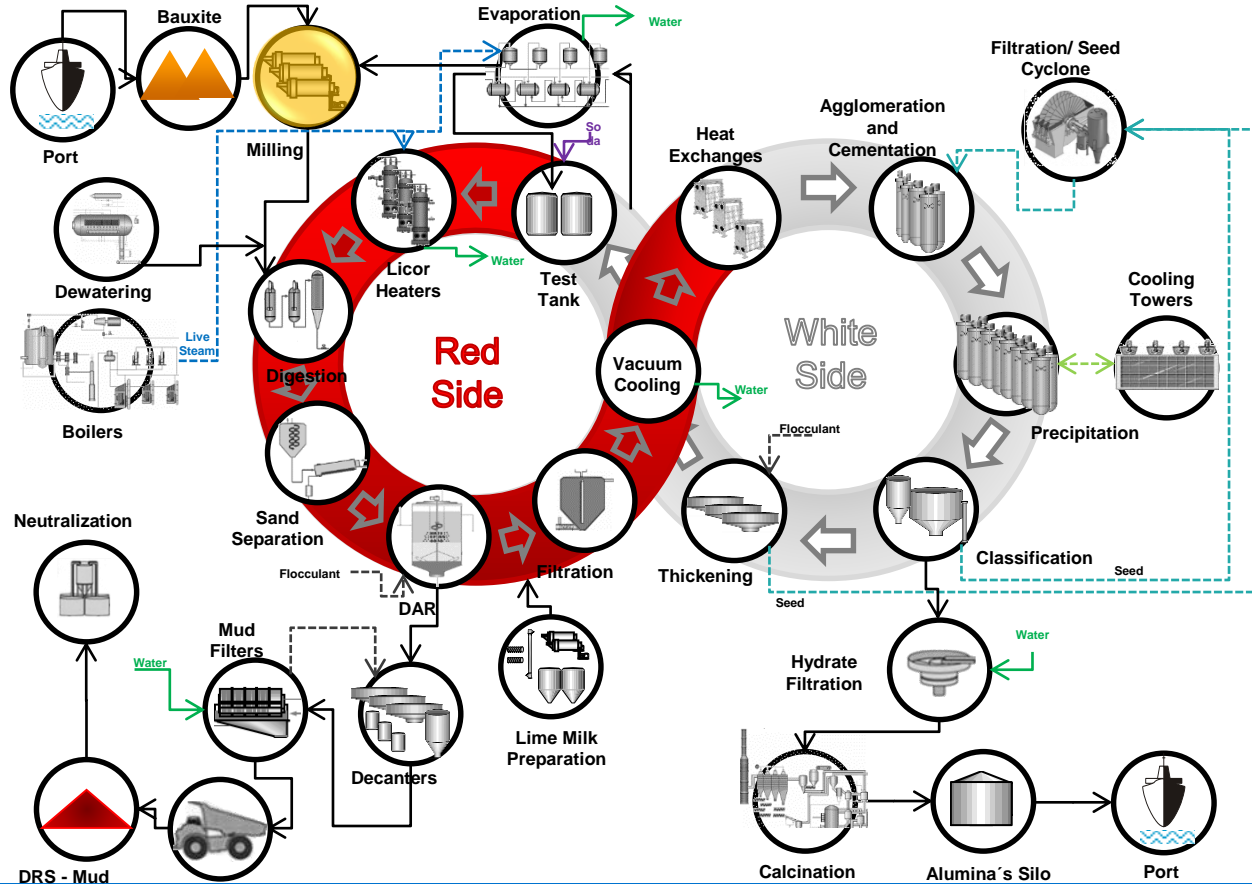 Evaporation
Water
Bauxite
Filtration/ Seed
Cyclone
Agglomeration
and
Cementation
So
da
Heat
Exchanges
Port
Milling
Licor
Heaters
Water
Test
Tank
Dewatering
Cooling
Towers
Live
Steam
Red
Side
White
Side
Vacuum
Cooling
Water
Digestion
Boilers
Precipitation
Flocculant
Sand
Separation
Neutralization
Classification
Filtration
Thickening
Seed
Flocculant
Seed
DAR
Mud
Filters
Water
Water
Hydrate
Filtration
Lime Milk
Preparation
Decanters
DRS - Mud
Calcination
Alumina´s Silo
Port